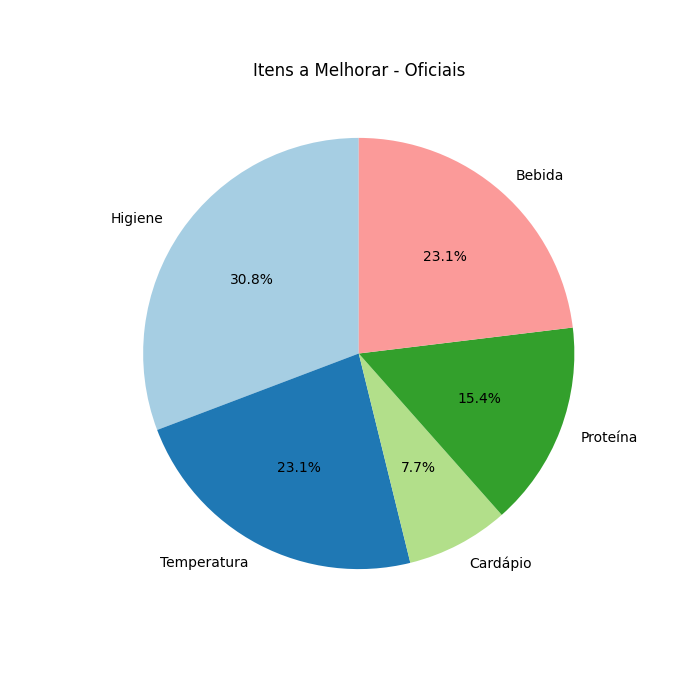 Itens a Melhorar - Oficiais
Bebida
Higiene
23.1%
30.8%
15.4%
Proteína
23.1%
7.7%
Temperatura
Cardápio